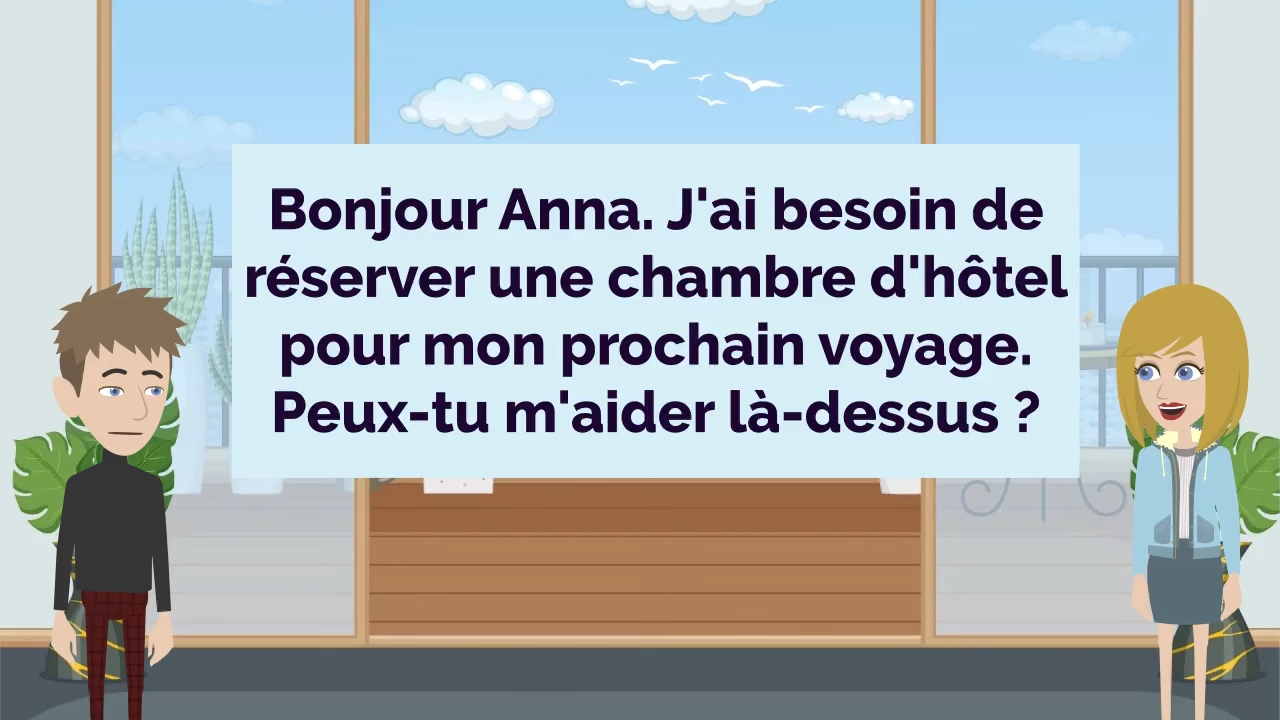 Bonjour Anna. J'ai besoin de
réserver une chambre d'hôtel
pour mon prochain voyage.
Peux-tu m'aider là-dessus ?